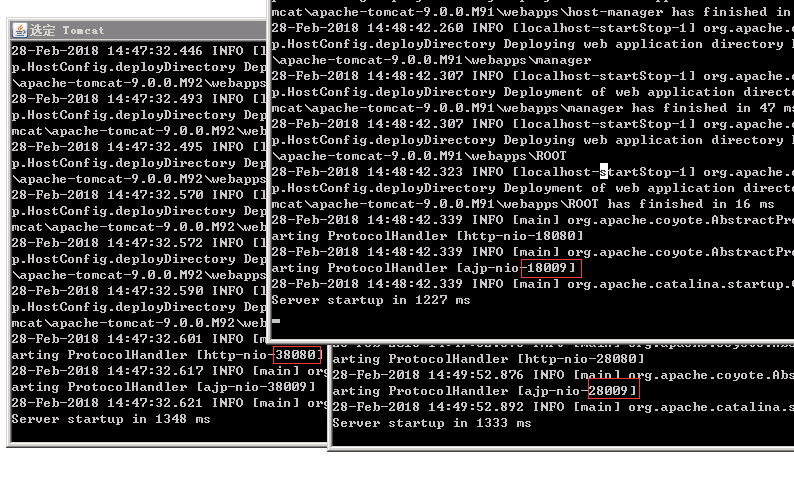 选定 Tomcat
28-Feb-2018 14:47:32.446 INFO [l
p.HostConfig.deployDirectory Dep
\apache-tomcat-9.0.0.M92\webapps
28-Feb-2018 14:47:32.493 INFO [l
p.HostConfig.deployDirectory Dep
mcat\apache-tomcat-9.0.0.M92\web
28-Feb-2018 14:47:32.495 INFO [l
p.HostConfig.deployDirectory Dep
\apache-tomcat-9.0.0.M92\webapps
28-Feb-2018 14:47:32.570 INFO [l
p.HostConfig.deployDirectory Dep
mcat\apache-tomcat-9.0.0.M92\web
28-Feb-2018 14:47:32.572 INFO [l
p.HostConfig.deployDirectory Dep
\apache-tomcat-9.0.0.M92\webapps
28-Feb-2018 14:47:32.590 INFO [l
p.HostConfig.deployDirectory Dep
mcat\apache-tomcat-9.0.0.M92\web
28-Feb-2018 14:47:32.601 INFO [m
arting ProtocolHandler [http-nio-38080]
28-Feb-2018 14:47:32.617 INFO [main] org
arting ProtocolHandler [ajp-nio-38009]
28-Feb-2018 14:47:32.621 INFO [main] org
Server startup in 1348 ms
mcat\apache-tomcat-9.0.0.M91\webapps\host-manager has finished in
28-Feb-2018 14:48:42.260 INFO [localhost-startStop-1] org.apache.c
p.HostConfig.deployDirectory Deploying web application directory
\apache-tomcat-9.0.0.M91\webapps\manager
28-Feb-2018 14:48:42.307 INFO [localhost-startStop-1] org.apache.c
p.HostConfig.deployDirectory Deployment of web application directo
mcat\apache-tomcat-9.0.0.M91\webapps\manager has finished in 47 ms
28-Feb-2018 14:48:42.307 INFO [localhost-startStop-1] org.apache.c
p.HostConfig.deployDirectory Deploying web application directory
\apache-tomcat-9.0.0.M91\webapps\ROOT
28-Feb-2018 14:48:42.323 INFO [localhost-startStop-1] org.apache.c
p.HostConfig.deployDirectory Deployment of web application directo
mcat\apache-tomcat-9.0.0.M91\webapps\ROOT has finished in 16 ms
28-Feb-2018 14:48:42.339 INFO [main] org.apache.coyote.AbstractPro
arting ProtocolHandler [http-nio-18080]
28-Feb-2018 14:48:42.339 INFO [main] org.apache.coyote.AbstractPro
arting ProtocolHandler [ajp-nio-18009]
28-Feb-2018 14:48:42.339 INFO [main] org.apache.catalina.startup.C
Server startup in 1227 ms
arting ProtocolHandler [http-nio-28080]
28-Feb-2018 14:49:52.876 INFO [main] org.apache.coyote.Abs
arting ProtocolHandler [ajp-nio-28009]
28-Feb-2018 14:49:52.892 INFO [main] org.apache.catalina.s
Server startup in 1333 ms